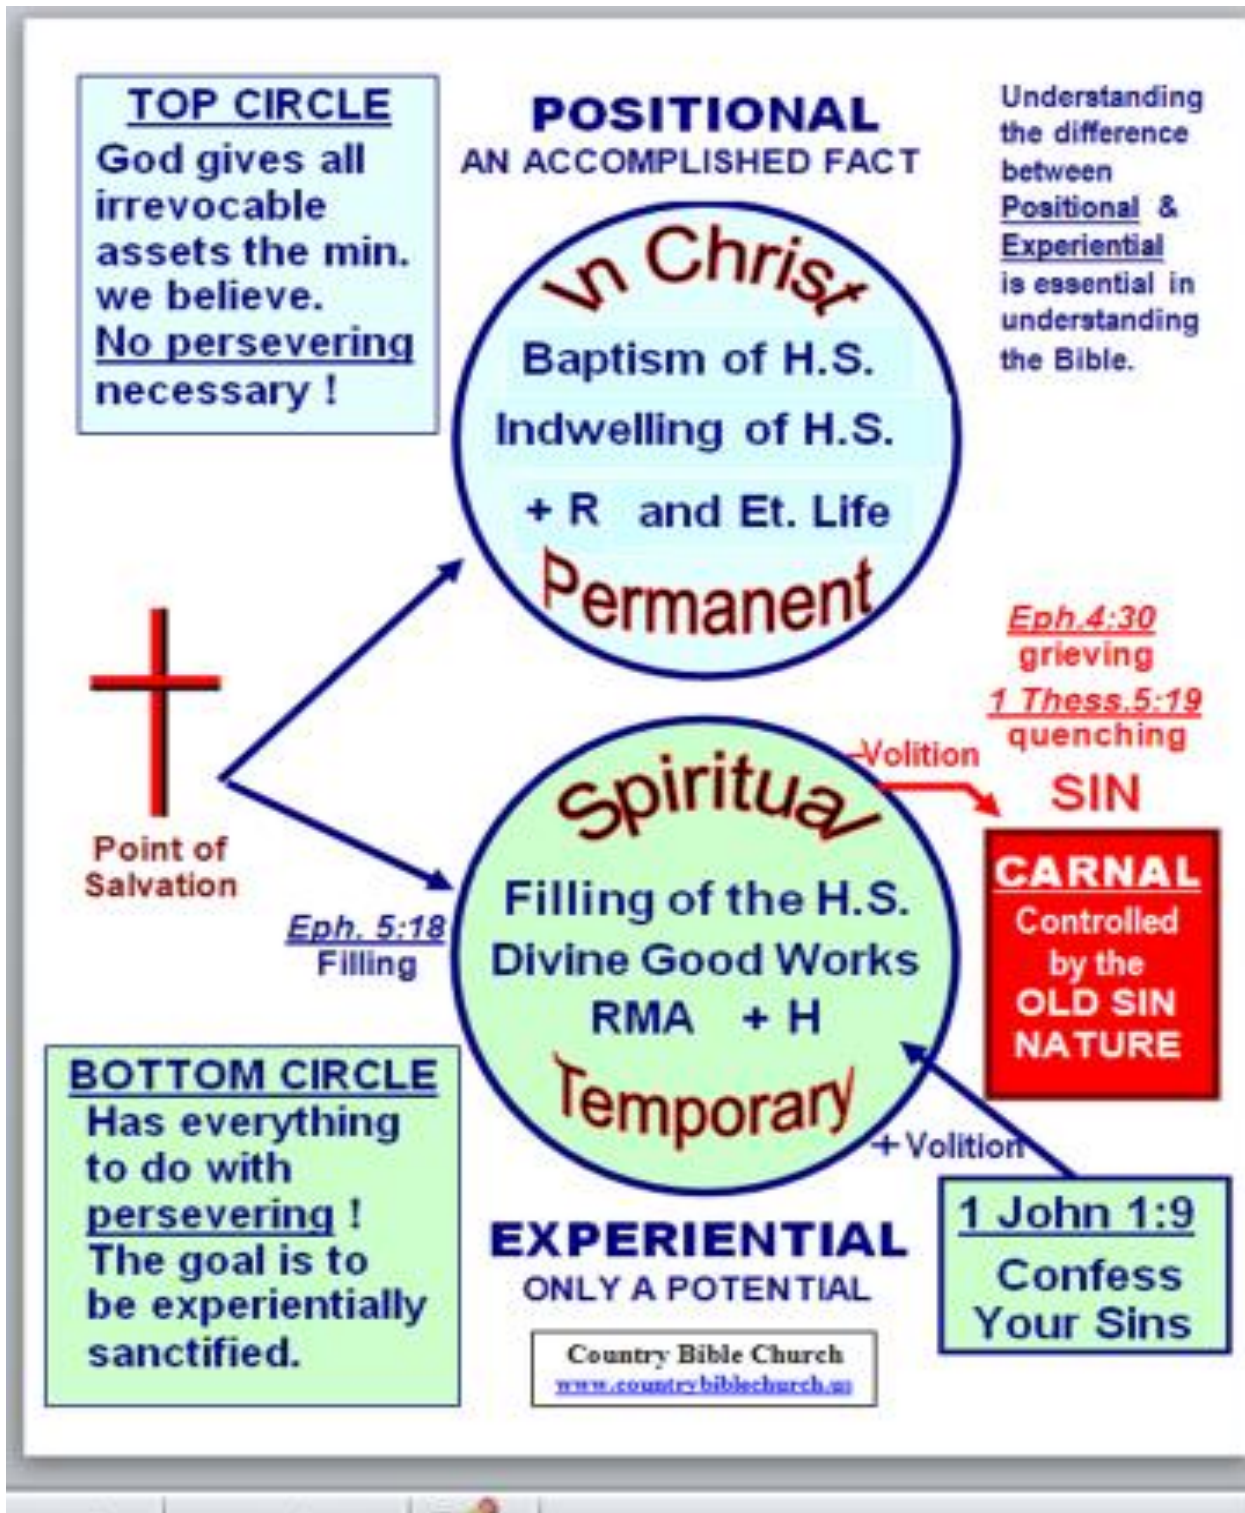 TOP CIRCLE
God gives all
irrevocable
assets the min.
we believe.
No persevering
necessary !
POSITIONAL
AN ACCOMPLISHED FACT
Understanding
the difference
between
Positional &
Experiential
is essential in
understanding
the Bible.
In Christ
Baptism of H.S.
Indwelling of H.S.
+ R and Et. Life
Permanent
Point of
Salvation
Eph. 5:18
Filling
Spiritual
Filling of the H.S.
Divine Good Works
RMA + H
Temporary
-Volition
Eph.4:30
grieving
1 Thess.5:19
quenching
SIN
CARNAL
Controlled
by the
OLD SIN
NATURE
+ Volition
1 John 1:9
Confess
Your Sins
BOTTOM CIRCLE
Has everything
to do with
persevering !
The goal is to
be experientially
sanctified.
EXPERIENTIAL
ONLY A POTENTIAL
Country Bible Church
www.countrybiblechurch.us